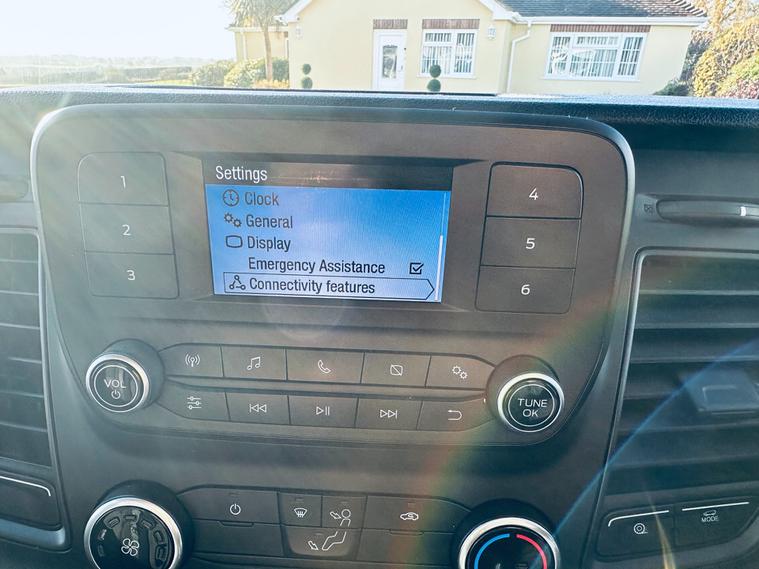 Settings
Clock
General
Display
Emergency Assistance
Connectivity features
1
2
3
4
5
6
VOL
TUNE
OK
MODE